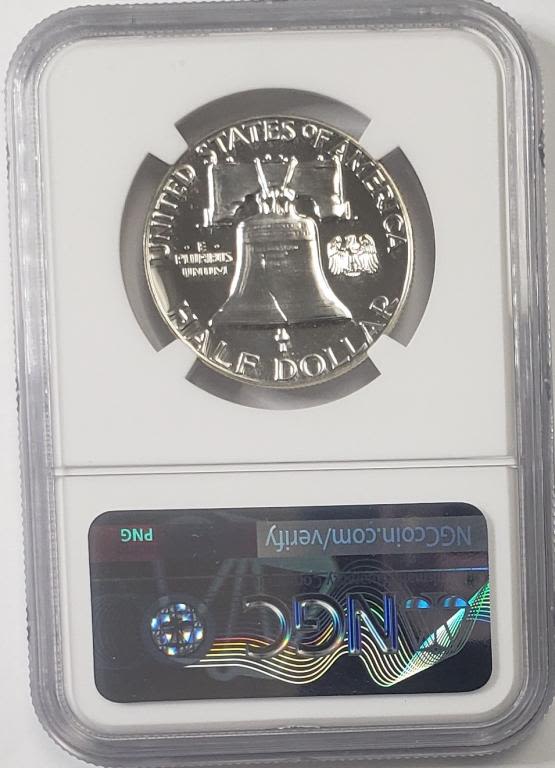 UNITED STATES OF AMERICA
·E·
PLURIBUS
UNUM
HALF DOLLAR
PNG
NGCcoin.com/verify
NGC